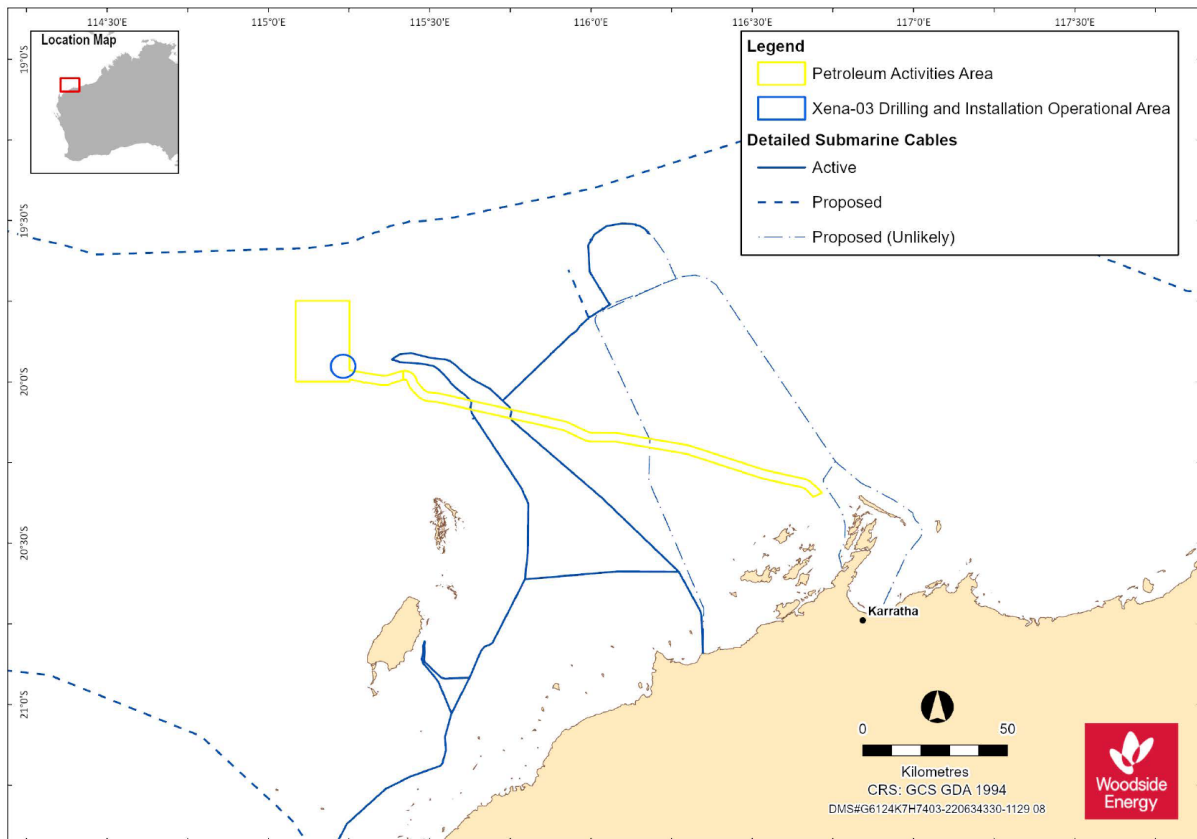 114°30'E 115°0'E 115°30'E 116°0'E 116°30'E 117°0'E 117°30'E
Location Map
19°0'S
19°30'S
20°0'S
20°30'S
21°0'S
Legend
Petroleum Activities Area
Xena-03 Drilling and Installation Operational Area
Detailed Submarine Cables
Active
Proposed
Proposed (Unlikely)
Karratha
0 50
Kilometres
CRS: GCS GDA 1994
DMS#G6124K7H7403-220634330-1129 08
Woodside
Energy